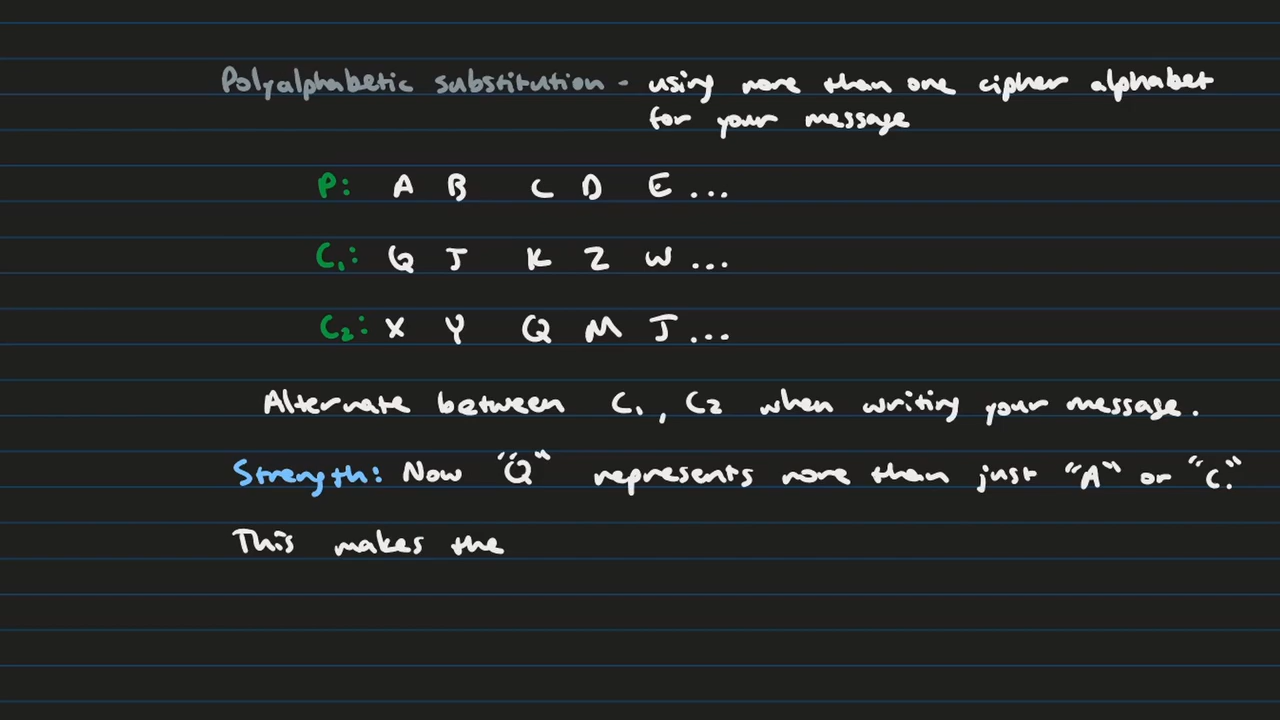 Polyalphabetic substitution - using more than one cipher alphabet
for your message
P: A B C D E ...
C₁: Q J K Z W ...
C₂: X Y Q M J ...
Alternate between C₁, C₂ when writing your message.
Strength: Now "Q" represents more than just "A" or "C."
This makes the